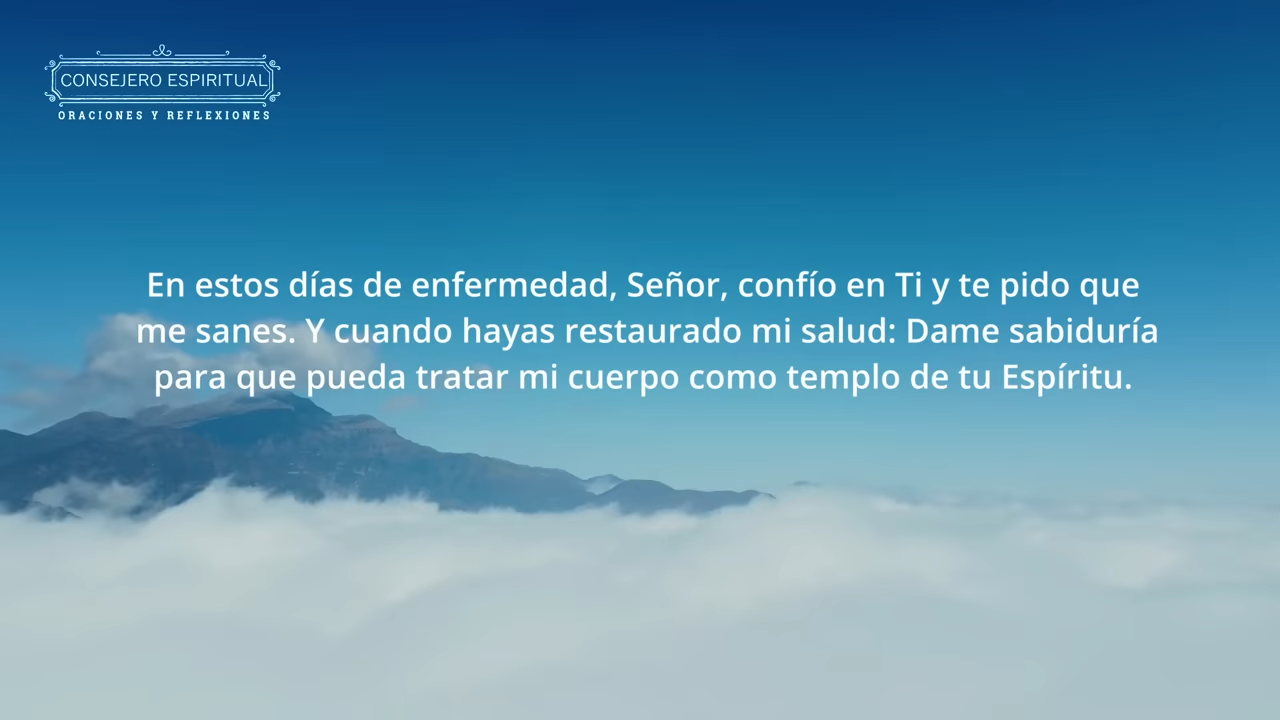 CONSEJERO ESPIRITUAL
ORACIONES Y REFLEXIONES
En estos días de enfermedad, Señor, confío en Ti y te pido que
me sanes. Y cuando hayas restaurado mi salud: Dame sabiduría
para que pueda tratar mi cuerpo como templo de tu Espíritu.